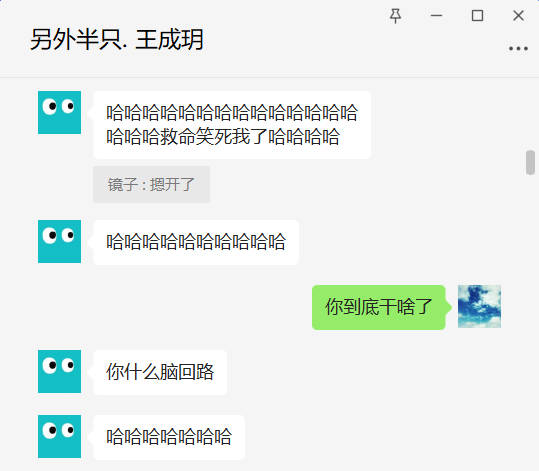 另外半只. 王成玥
哈哈哈哈哈哈哈哈哈哈哈哈哈哈
哈哈哈救命笑死我了哈哈哈哈
镜子 : 摁开了
哈哈哈哈哈哈哈哈哈哈
你到底干啥了
你什么脑回路
哈哈哈哈哈哈哈